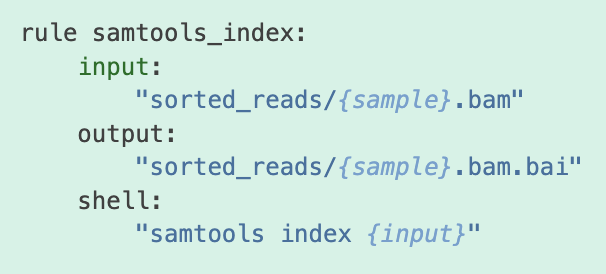 rule samtools_index:
    input:
        "sorted_reads/{sample}.bam"
    output:
        "sorted_reads/{sample}.bam.bai"
    shell:
        "samtools index {input}"